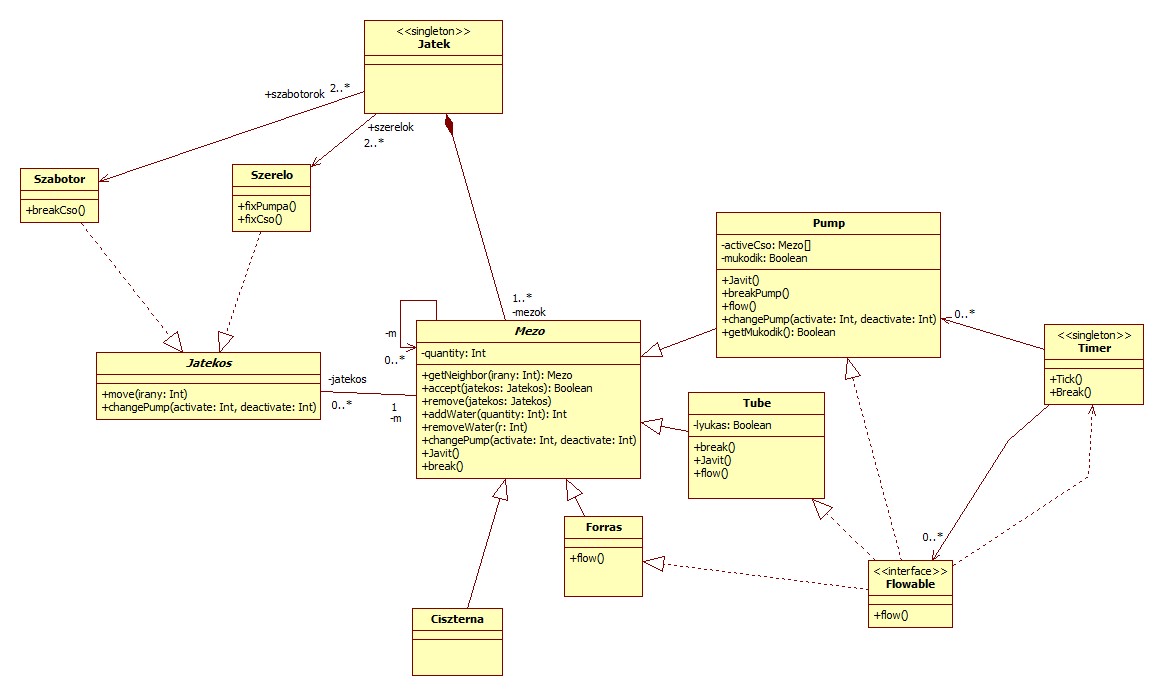 <<singleton>>
Jatek
+szabotorok
2..*
+szerelok
2..*
Szabotor
+breakCso()
Szerelo
+fixPumpa()
+fixCso()
Pump
-activeCso: Mezo[]
-mukodik: Boolean
+Javit()
+breakPump()
+flow()
+changePump(activate: Int, deactivate: Int)
+getMukodik(): Boolean
1..*
-mezok
0..*
<<singleton>>
Timer
+Tick()
+Break()
-m
0..*
Mezo
-quantity: Int
+getNeighbor(irany: Int): Mezo
+accept(jatekos: Jatekos): Boolean
+remove(jatekos: Jatekos)
+addWater(quantity: Int): Int
+removeWater(r: Int)
+changePump(activate: Int, deactivate: Int)
+Javit()
+break()
Jatekos
+move(irany: Int)
+changePump(activate: Int, deactivate: Int)
-jatekos
0..*
1
-m
Tube
-lyukas: Boolean
+break()
+Javit()
+flow()
Forras
+flow()
0..*
<<interface>>
Flowable
+flow()
Ciszterna